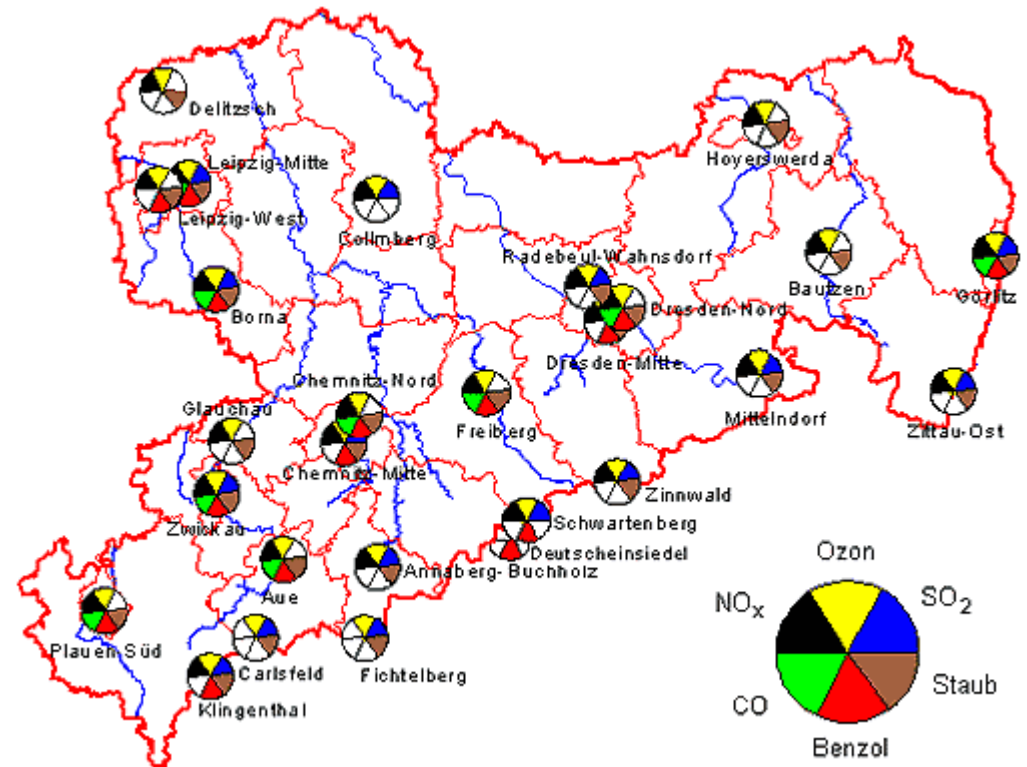 Delitzsch
Leipzig-Mitte
Leipzig-West
Collmberg
Hoyerswerda
Radebeul-Wahnsdorf
Bautzen
Görlitz
Borna
Dresden-Nord
Dresden-Mitte
Chemnitz-Nord
Glauchau
Freiberg
Mittelndorf
Zittau-Ost
Chemnitz-Mitte
Zinnwald
Zwickau
Schwartenberg
Deutscheinsiedel
Annaberg-Buchholz
Aue
Plauen Süd
Carlsfeld
Fichtelberg
Klingenthal
Ozon
NOx
SO2
CO
Staub
Benzol